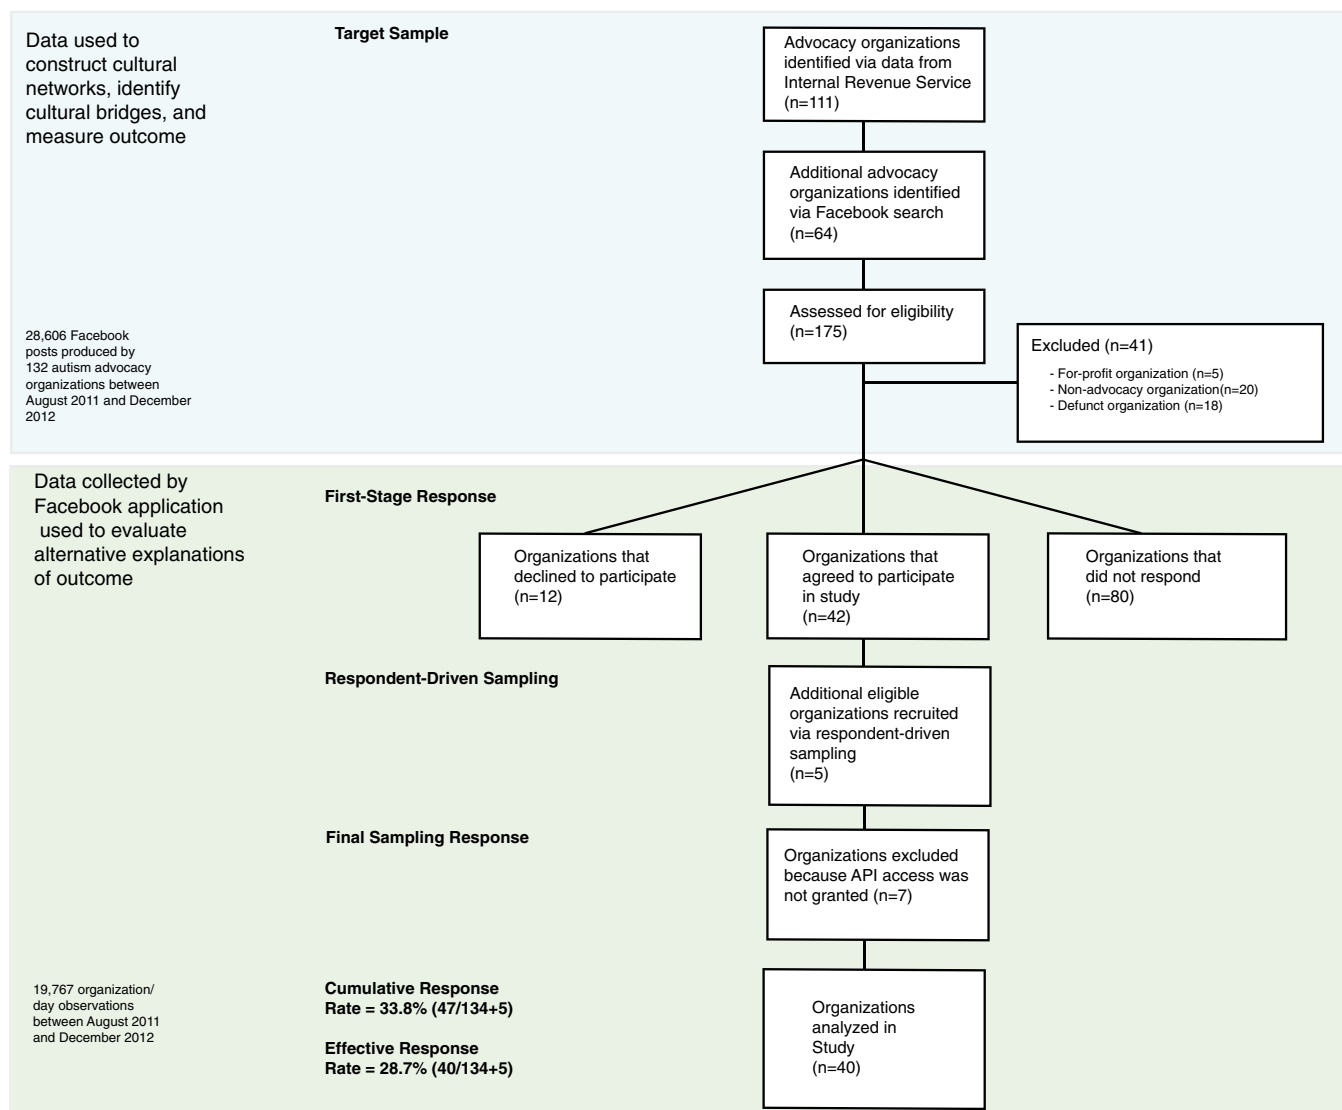 Data used to
construct cultural
networks, identify
cultural bridges, and
measure outcome
Target Sample
Advocacy organizations
identified via data from
Internal Revenue Service
(n=111)
Additional advocacy
organizations identified
via Facebook search
(n=64)
Assessed for eligibility
(n=175)
28,606 Facebook
posts produced by
132 autism advocacy
organizations between
August 2011 and December
2012
Excluded (n=41)
- For-profit organization (n=5)
- Non-advocacy organization(n=20)
- Defunct organization (n=18)
Data collected by
Facebook application
used to evaluate
alternative explanations
of outcome
First-Stage Response
Organizations that
declined to participate
(n=12)
Organizations that
agreed to participate
in study
(n=42)
Organizations that
did not respond
(n=80)
Respondent-Driven Sampling
Additional eligible
organizations recruited
via respondent-driven
sampling
(n=5)
Final Sampling Response
Organizations excluded
because API access was
not granted (n=7)
19,767 organization/
day observations
between August 2011
and December 2012
Cumulative Response
Rate = 33.8% (47/134+5)
Effective Response
Rate = 28.7% (40/134+5)
Organizations
analyzed in
Study
(n=40)